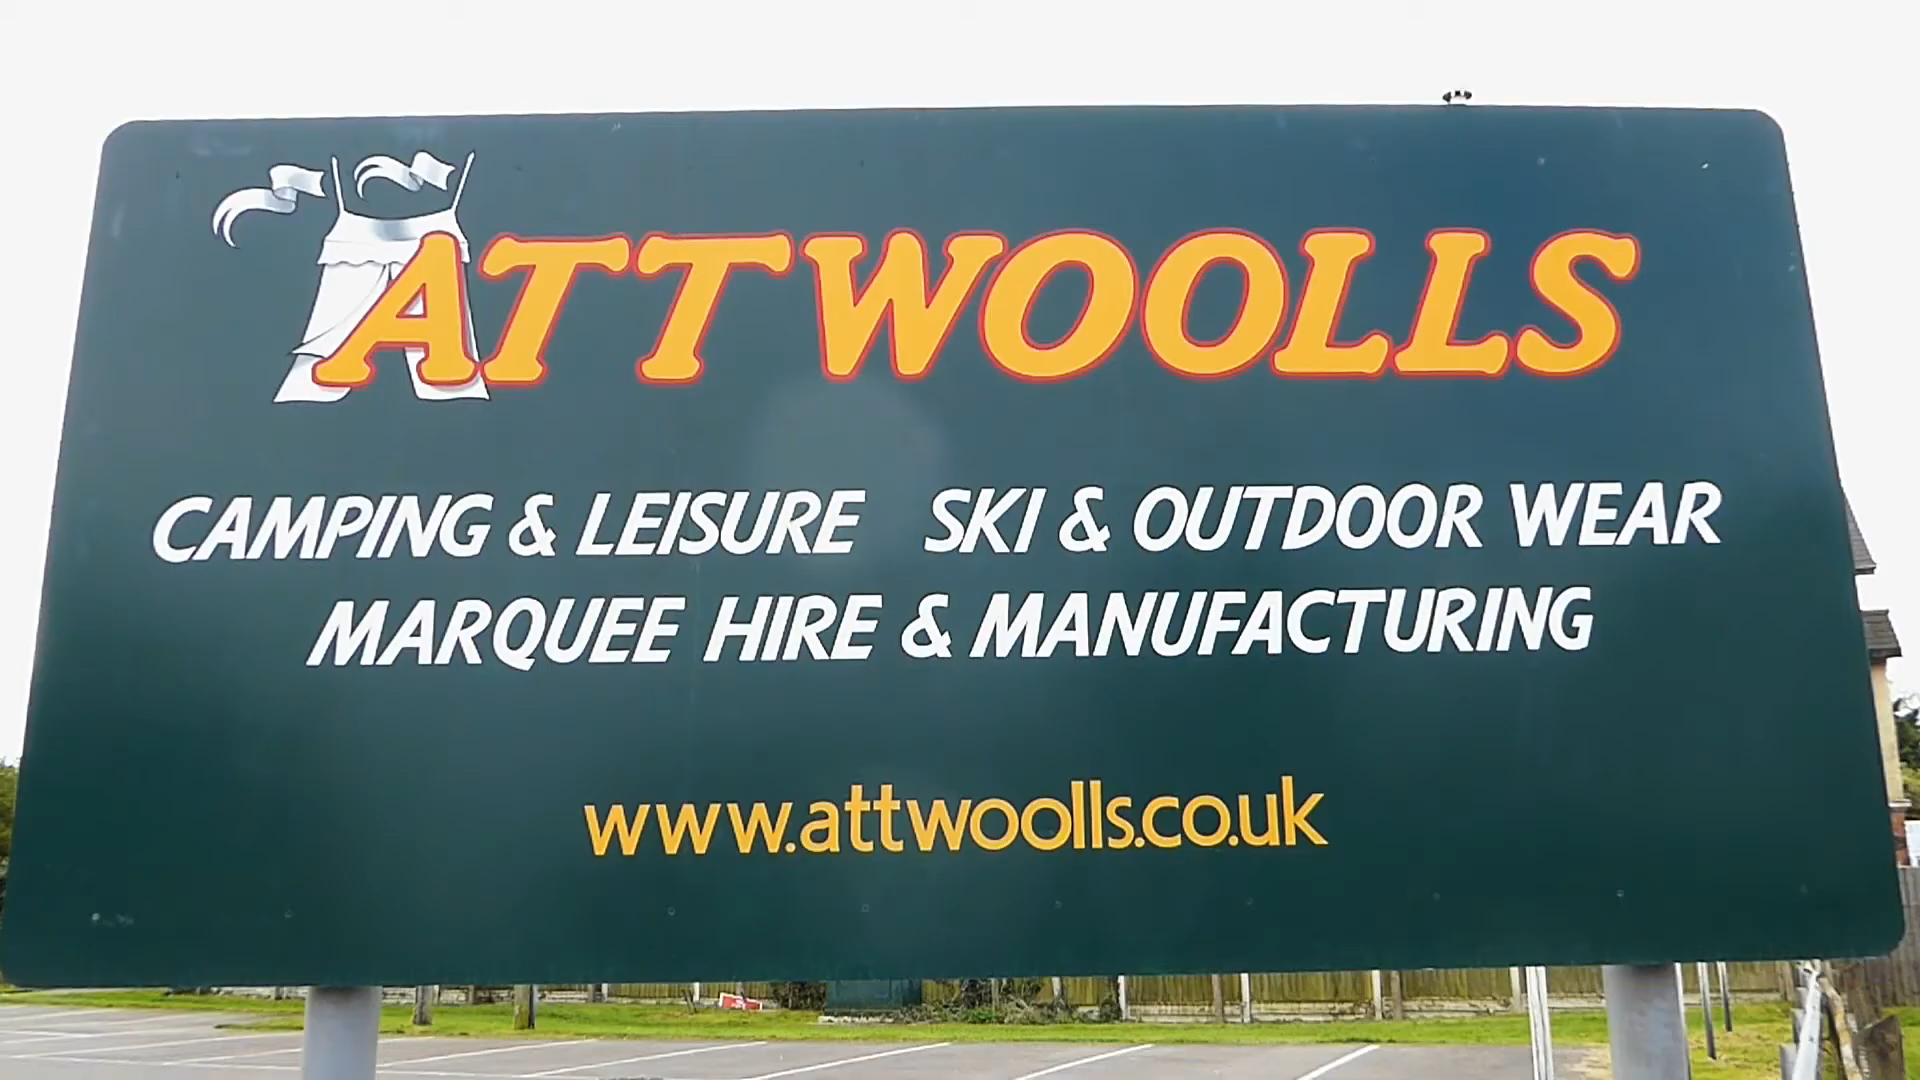 ATTWOOLLS
CAMPING & LEISURE SKI & OUTDOOR WEAR
MARQUEE HIRE & MANUFACTURING
www.attwoolls.co.uk